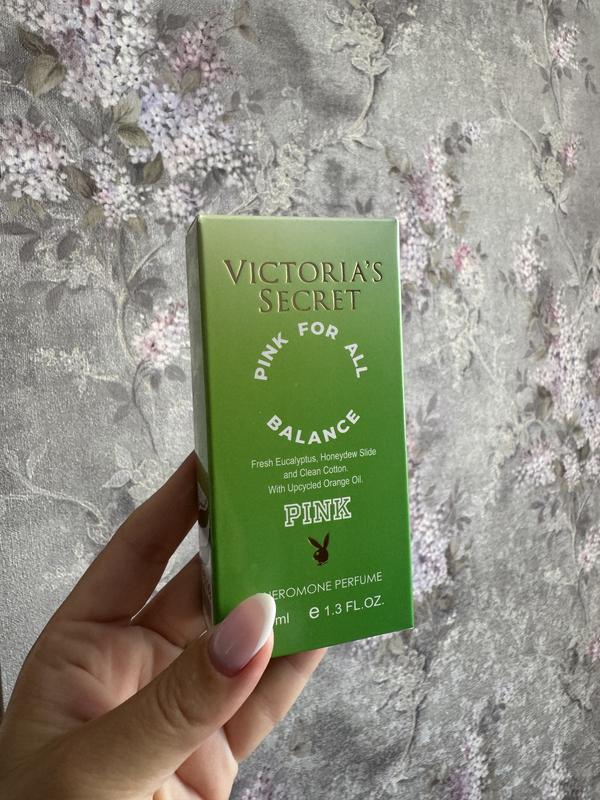 VICTORIA'S
SECRET
PINK FOR ALL
BALANCE
Fresh Eucalyptus, Honeydew Slide
and Clean Cotton.
With Upcycled Orange Oil.
PINK
PERFUME
ml e 1.3 FL.OZ.